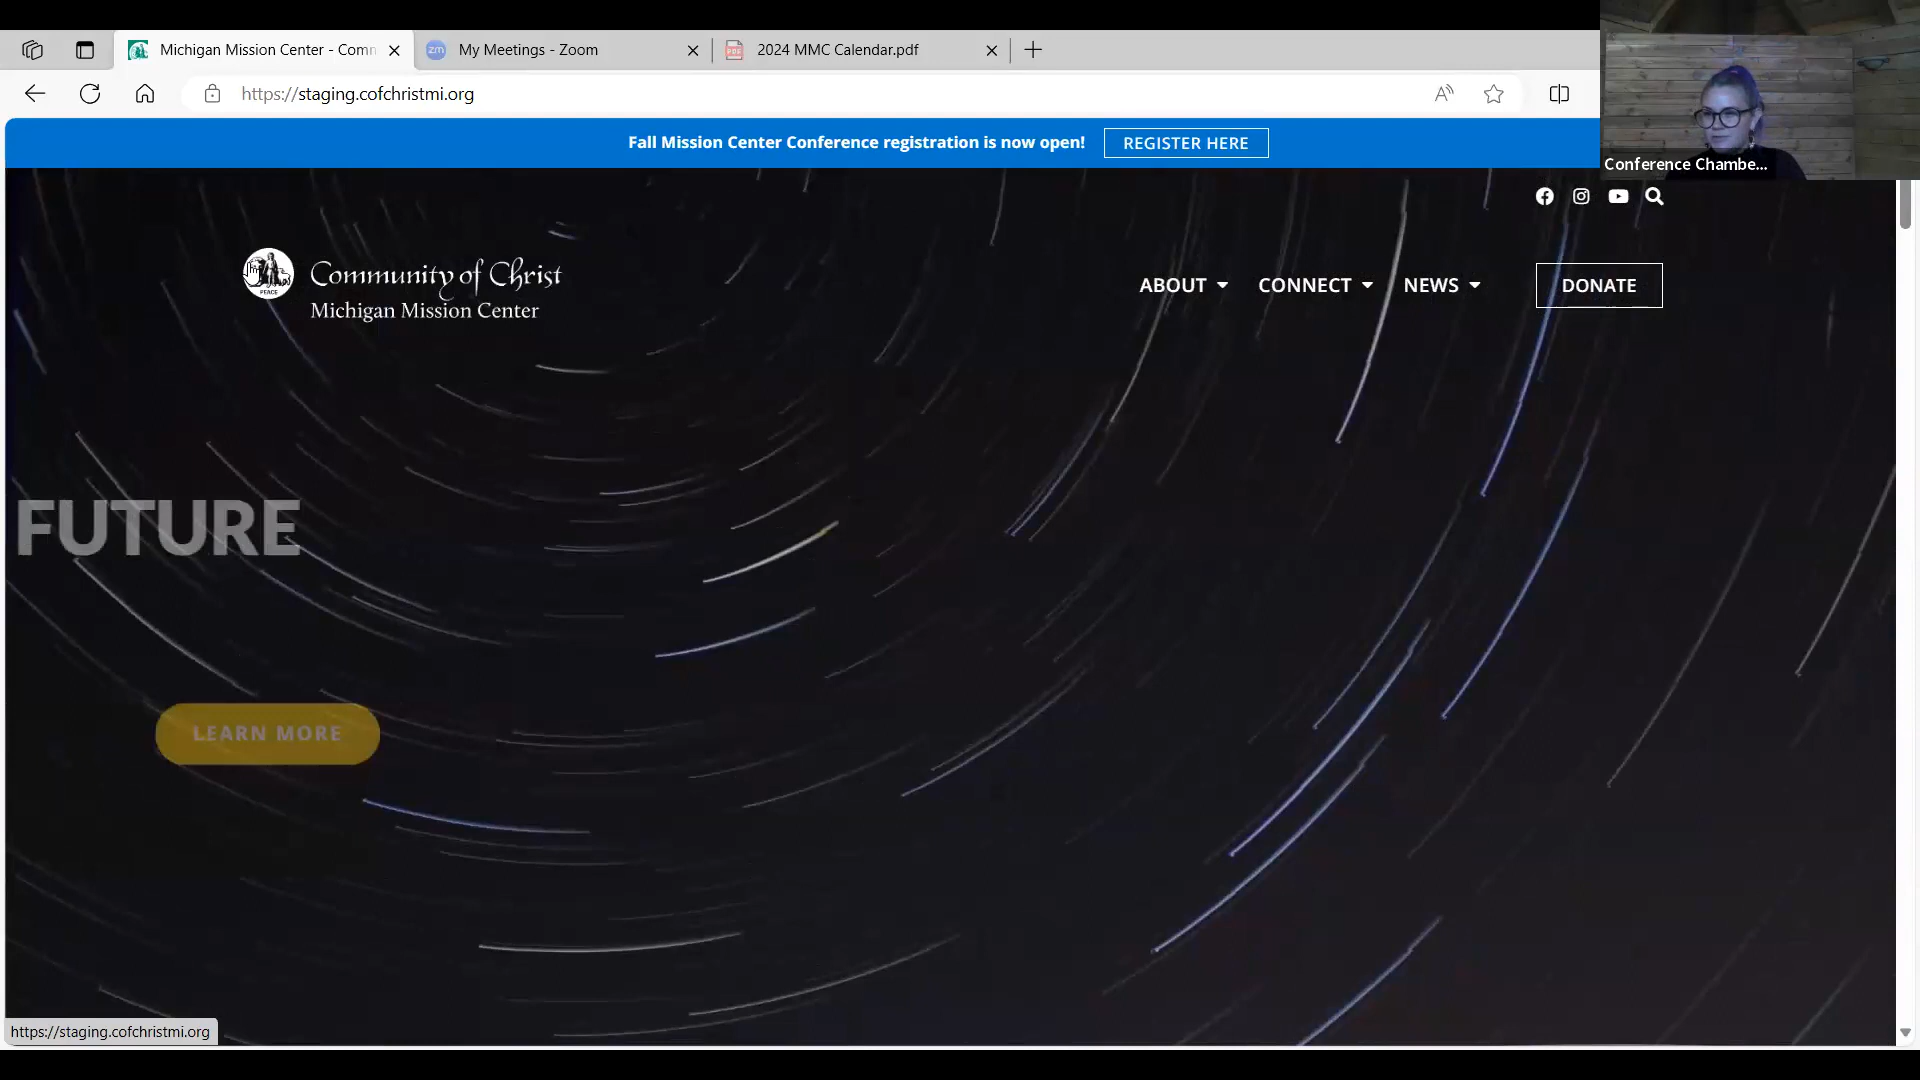 Michigan Mission Center - Comm
My Meetings - Zoom
2024 MMC Calendar.pdf
https://staging.cofchristmi.org
Fall Mission Center Conference registration is now open!
REGISTER HERE
Conference Chambe...
Community of Christ
Michigan Mission Center
PEACE
ABOUT
CONNECT
NEWS
DONATE
FUTURE
LEARN MORE
https://staging.cofchristmi.org